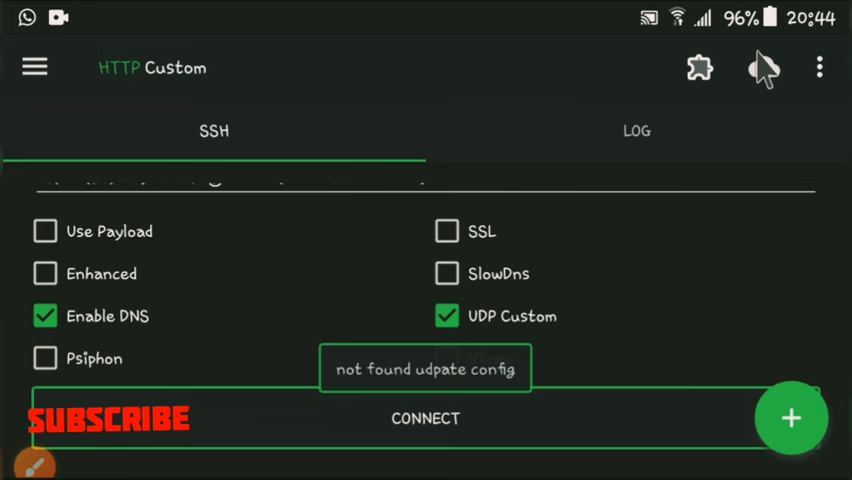 96% 20:44
HTTP Custom
SSH LOG
Use Payload SSL
Enhanced SlowDns
Enable DNS UDP Custom
Psiphon V2ray
not found udpate config
SUBSCRIBE CONNECT